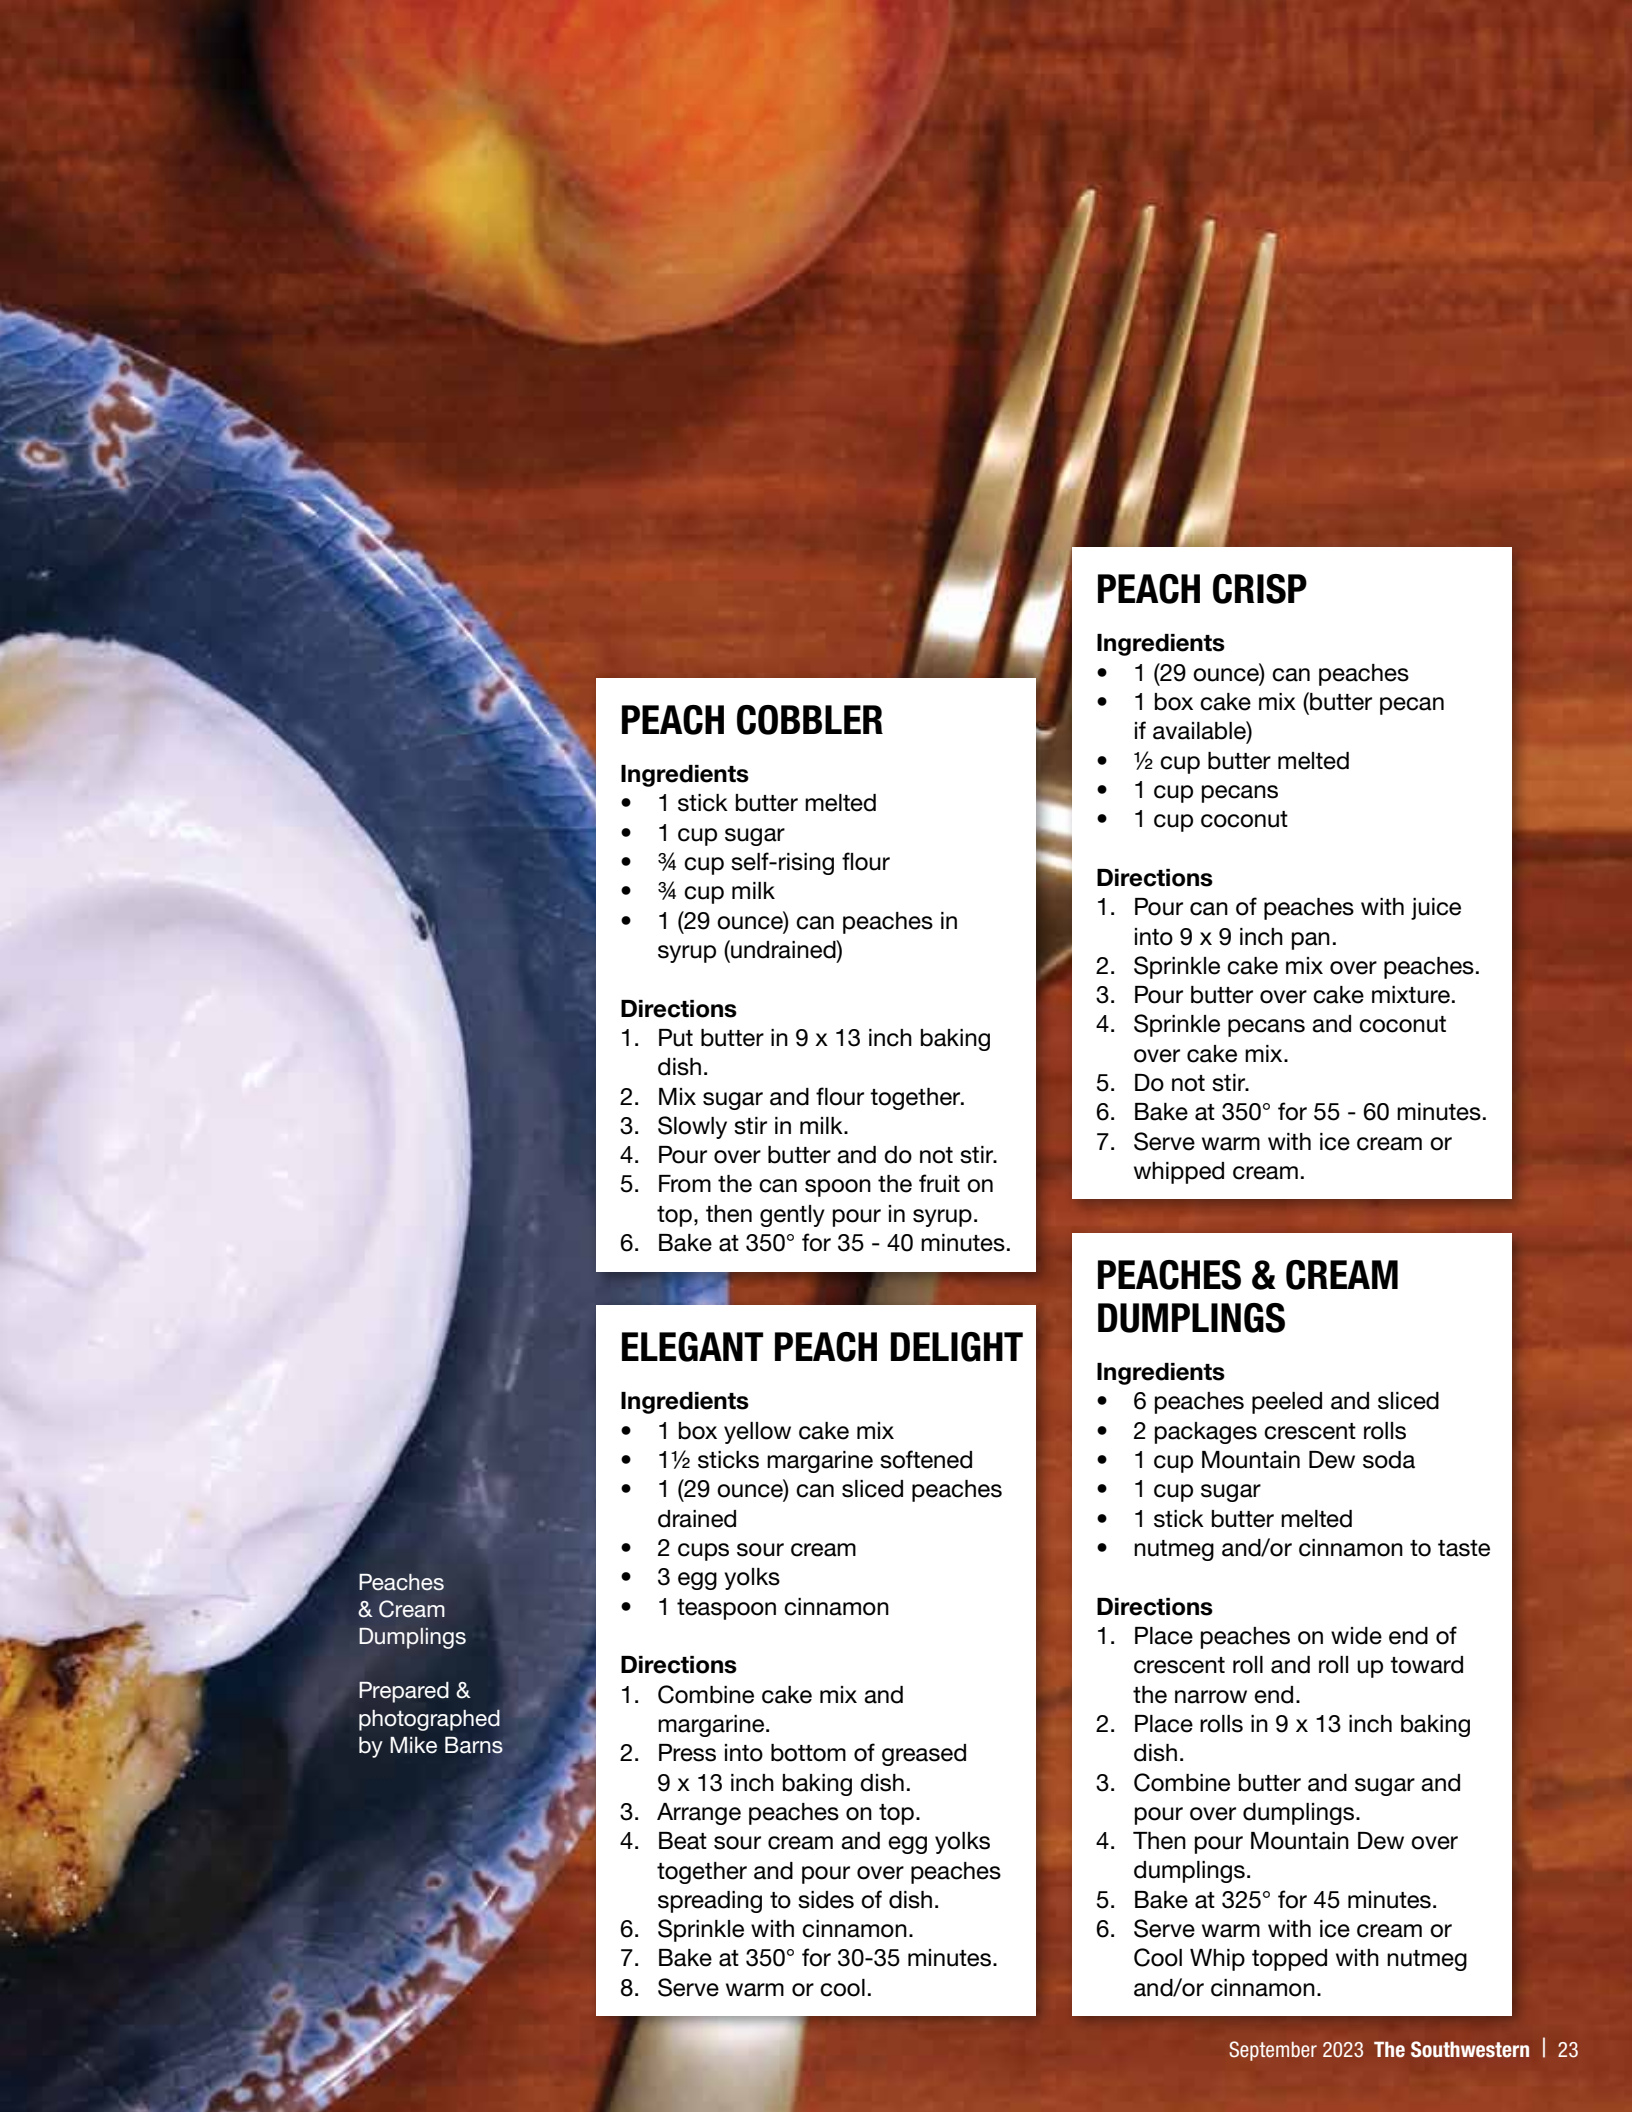 PEACH COBBLER
Ingredients
• 1 stick butter melted
• 1 cup sugar
• ¾ cup self-rising flour
• ¾ cup milk
• 1 (29 ounce) can peaches in
syrup (undrained)
Directions
1. Put butter in 9 x 13 inch baking
dish.
2. Mix sugar and flour together.
3. Slowly stir in milk.
4. Pour over butter and do not stir.
5. From the can spoon the fruit on
top, then gently pour in syrup.
6. Bake at 350° for 35 - 40 minutes.
ELEGANT PEACH DELIGHT
Ingredients
• 1 box yellow cake mix
• 1½ sticks margarine softened
• 1 (29 ounce) can sliced peaches
drained
• 2 cups sour cream
• 3 egg yolks
• 1 teaspoon cinnamon
Directions
1. Combine cake mix and
margarine.
2. Press into bottom of greased
9 x 13 inch baking dish.
3. Arrange peaches on top.
4. Beat sour cream and egg yolks
together and pour over peaches
spreading to sides of dish.
6. Sprinkle with cinnamon.
7. Bake at 350° for 30-35 minutes.
8. Serve warm or cool.
PEACH CRISP
Ingredients
• 1 (29 ounce) can peaches
• 1 box cake mix (butter pecan
if available)
• ½ cup butter melted
• 1 cup pecans
• 1 cup coconut
Directions
1. Pour can of peaches with juice
into 9 x 9 inch pan.
2. Sprinkle cake mix over peaches.
3. Pour butter over cake mixture.
4. Sprinkle pecans and coconut
over cake mix.
5. Do not stir.
6. Bake at 350° for 55 - 60 minutes.
7. Serve warm with ice cream or
whipped cream.
PEACHES & CREAM
DUMPLINGS
Ingredients
• 6 peaches peeled and sliced
• 2 packages crescent rolls
• 1 cup Mountain Dew soda
• 1 cup sugar
• 1 stick butter melted
• nutmeg and/or cinnamon to taste
Directions
1. Place peaches on wide end of
crescent roll and roll up toward
the narrow end.
2. Place rolls in 9 x 13 inch baking
dish.
3. Combine butter and sugar and
pour over dumplings.
4. Then pour Mountain Dew over
dumplings.
5. Bake at 325° for 45 minutes.
6. Serve warm with ice cream or
Cool Whip topped with nutmeg
and/or cinnamon.
Peaches
& Cream
Dumplings
Prepared &
photographed
by Mike Barns
September 2023 The Southwestern | 23